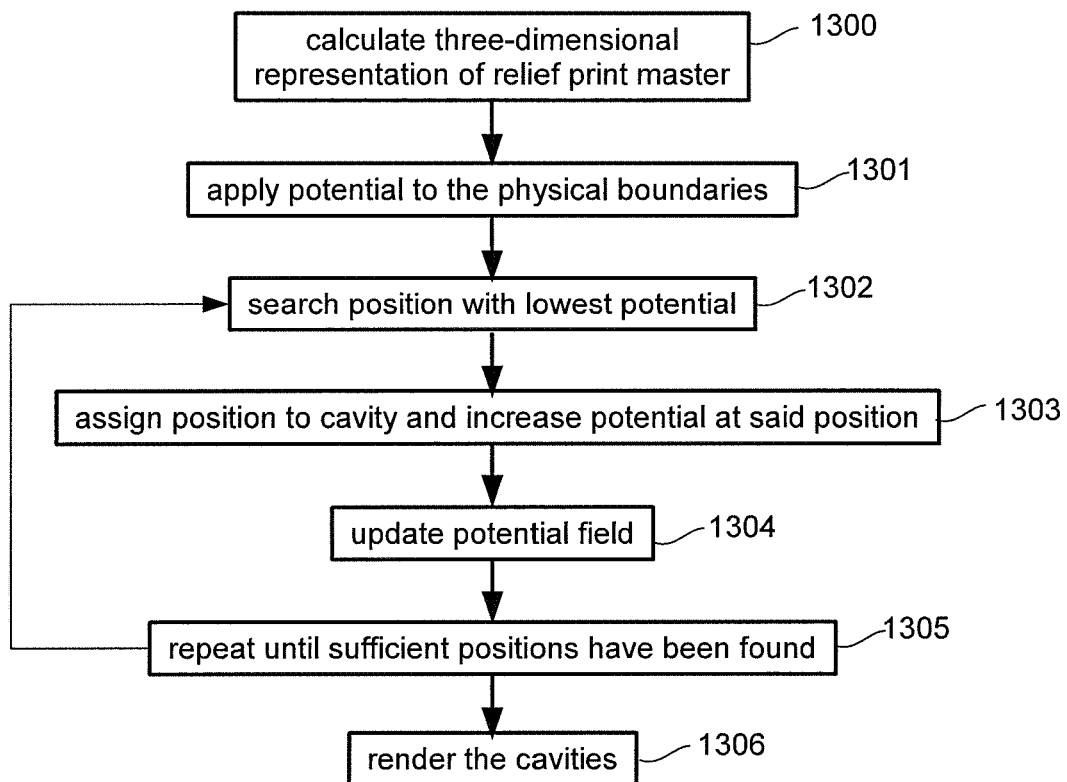 calculate three-dimensional
representation of relief print master
1300
apply potential to the physical boundaries
1301
search position with lowest potential
1302
assign position to cavity and increase potential at said position
1303
update potential field
1304
repeat until sufficient positions have been found
1305
render the cavities
1306